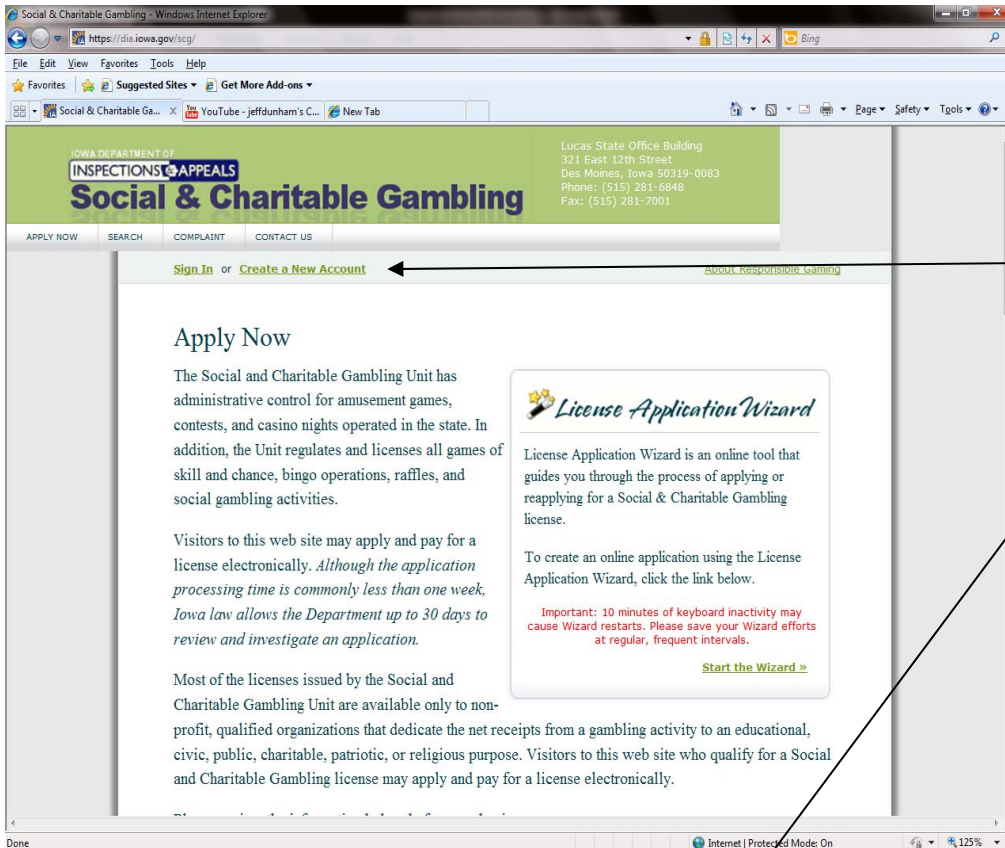 Social & Charitable Gambling - Windows Internet Explorer
https://dia.iowa.gov/scg/
Bing
File Edit View Favorites Tools Help
Favorites Suggested Sites Get More Add-ons
Social & Charitable Ga... YouTube - jeffdunham's C... New Tab Page Safety Tools
IOWA DEPARTMENT OF
INSPECTIONS & APPEALS
Social & Charitable Gambling
Lucas State Office Building
321 East 12th Street
Des Moines, Iowa 50319-0083
Phone: (515) 281-6848
Fax: (515) 281-7001
APPLY NOW SEARCH COMPLAINT CONTACT US
Sign In or Create a New Account About Responsible Gaming
Apply Now
The Social and Charitable Gambling Unit has
administrative control for amusement games,
contests, and casino nights operated in the state. In
addition, the Unit regulates and licenses all games of
skill and chance, bingo operations, raffles, and
social gambling activities.
Visitors to this web site may apply and pay for a
license electronically. Although the application
processing time is commonly less than one week,
Iowa law allows the Department up to 30 days to
review and investigate an application.
Most of the licenses issued by the Social and
Charitable Gambling Unit are available only to non-
profit, qualified organizations that dedicate the net receipts from a gambling activity to an educational,
civic, public, charitable, patriotic, or religious purpose. Visitors to this web site who qualify for a Social
and Charitable Gambling license may apply and pay for a license electronically.
License Application Wizard
License Application Wizard is an online tool that
guides you through the process of applying or
reapplying for a Social & Charitable Gambling
license.
To create an online application using the License
Application Wizard, click the link below.
Important: 10 minutes of keyboard inactivity may
cause Wizard restarts. Please save your Wizard efforts
at regular, frequent intervals.
Start the Wizard »
Done Internet | Protected Mode: On 125%